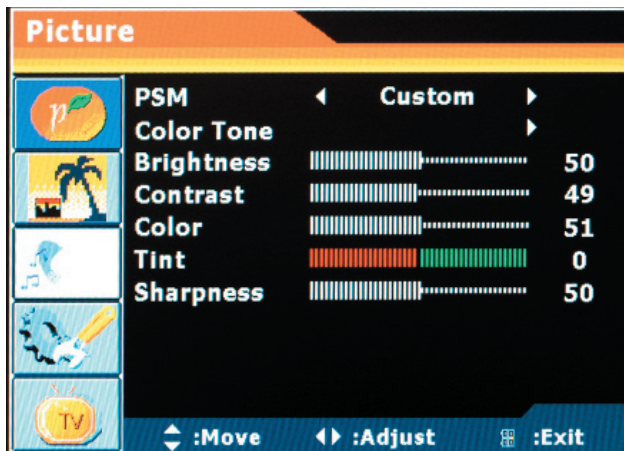 Picture
PSM Custom
Color Tone
Brightness 50
Contrast 49
Color 51
Tint 0
Sharpness 50
p
TV
:Move :Adjust :Exit